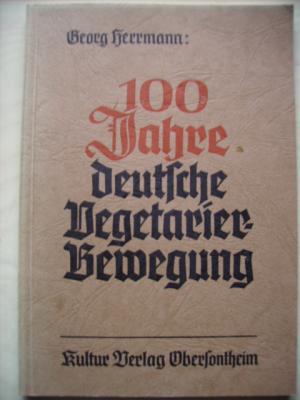 Georg Herrmann:
100
Jahre
deutsche
Vegetarier-
Bewegung
Kultur Verlag Obersontheim